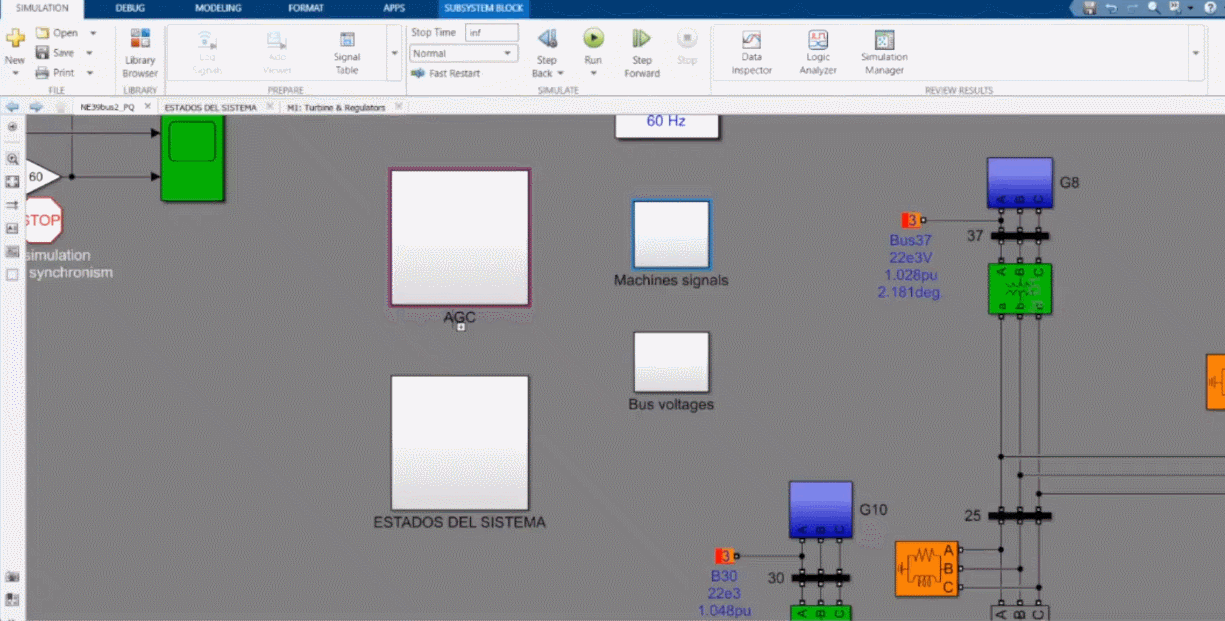 SIMULATION DEBUG MODELING FORMAT APPS SUBSYSTEM BLOCK
New
Open
Save
Print
FILE
Library
Browser
LIBRARY
Log
Signals
Add
Viewer
Signal
Table
PREPARE
Stop Time inf
Normal
Fast Restart
Step
Back
Run
Step
Forward
Stop
SIMULATE
Data
Inspector
Logic
Analyzer
Simulation
Manager
REVIEW RESULTS
NE39bus2_PQ ESTADOS DEL SISTEMA M1: Turbine & Regulators
60
STOP
simulation
synchronism
60 Hz
AGC
Machines signals
Bus voltages
ESTADOS DEL SISTEMA
A B C
G8
3
37
Bus37
22e3V
1.028pu
2.181deg.
A B C
a b c
25
A B C
G10
3
30
B30
22e3
1.048pu
A
B
C
A B C
A B C